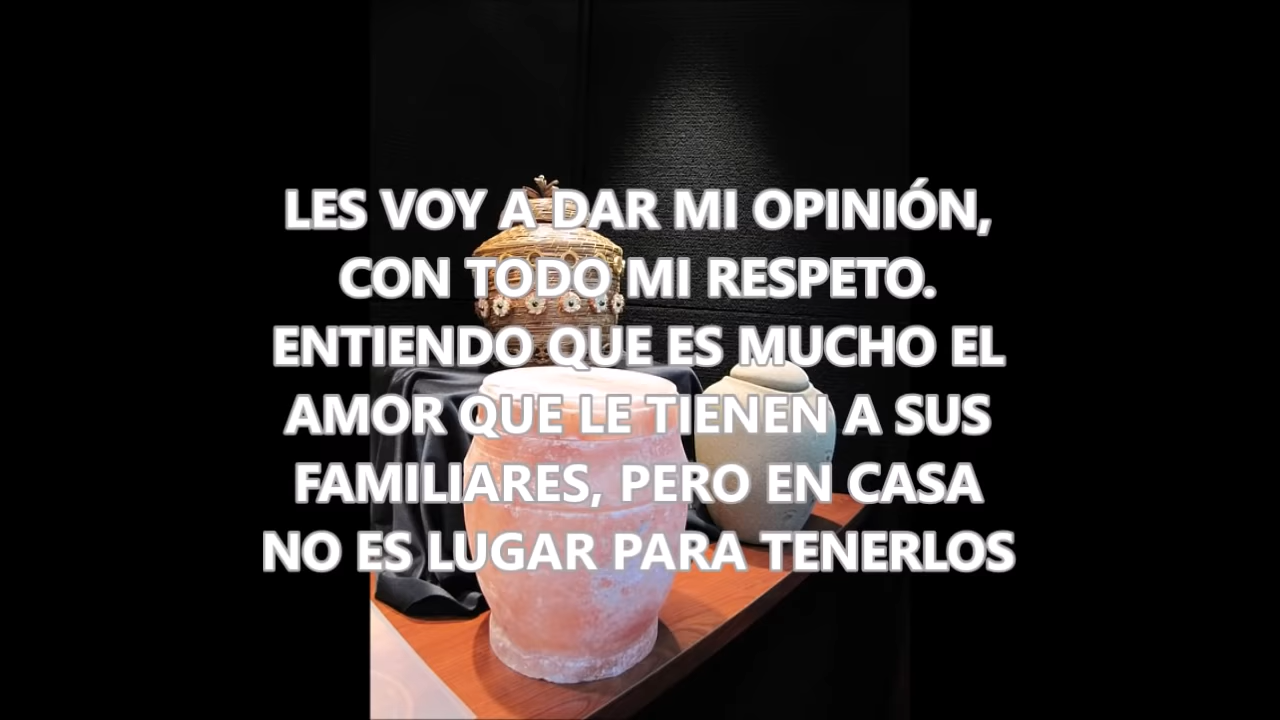 LES VOY A DAR MI OPINIÓN,
CON TODO MI RESPETO.
ENTIENDO QUE ES MUCHO EL
AMOR QUE LE TIENEN A SUS
FAMILIARES, PERO EN CASA
NO ES LUGAR PARA TENERLOS